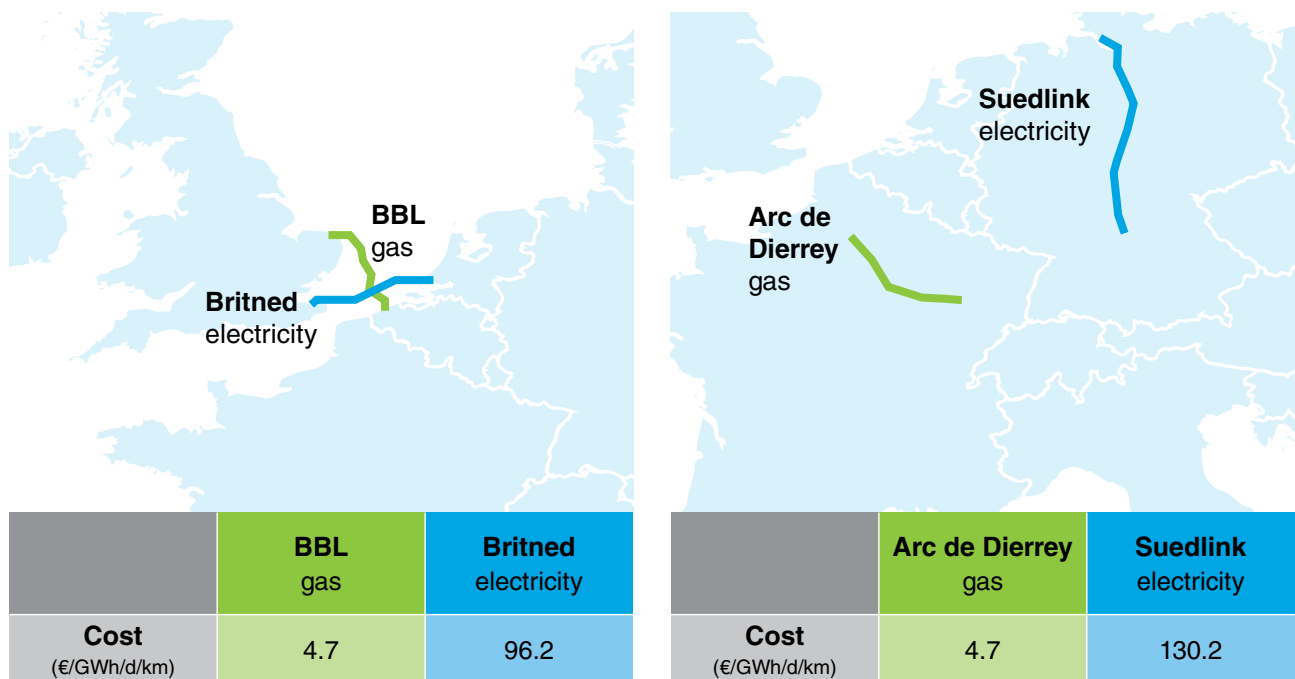 BBL
gas
Britned
electricity
BBL
gas
Britned
electricity
Cost
(€/GWh/d/km)
4.7
96.2
Suedlink
electricity
Arc de
Dierrey
gas
Arc de Dierrey
gas
Suedlink
electricity
Cost
(€/GWh/d/km)
4.7
130.2